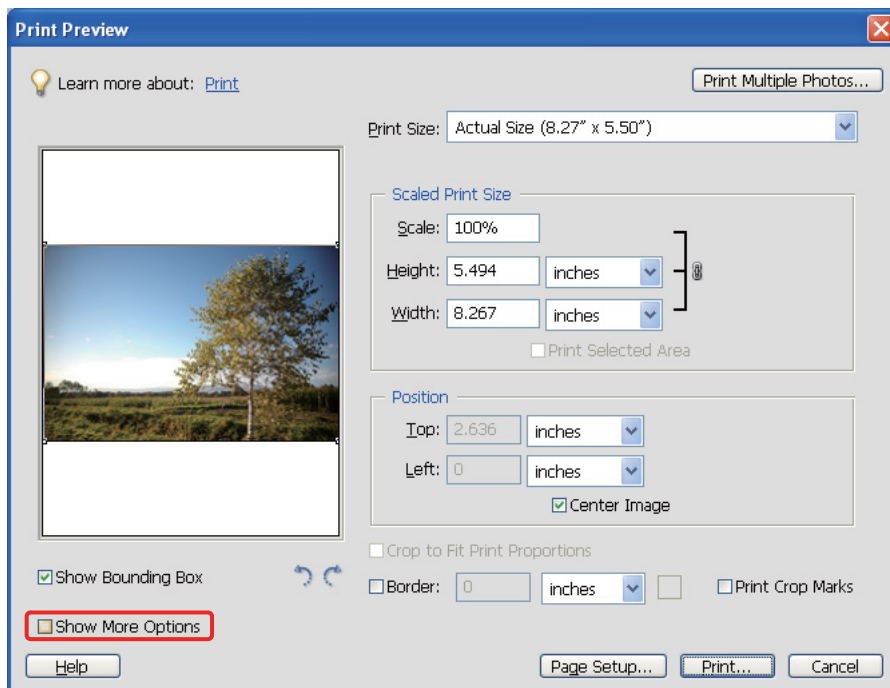 Print Preview
Learn more about: Print
Print Multiple Photos...
Print Size: Actual Size (8.27" x 5.50")
Scaled Print Size
Scale: 100%
Height: 5.494 inches
Width: 8.267 inches
Print Selected Area
Position
Top: 2.636 inches
Left: 0 inches
Center Image
Crop to Fit Print Proportions
Show Bounding Box
Border: 0 inches
Print Crop Marks
Show More Options
Help
Page Setup...
Print...
Cancel